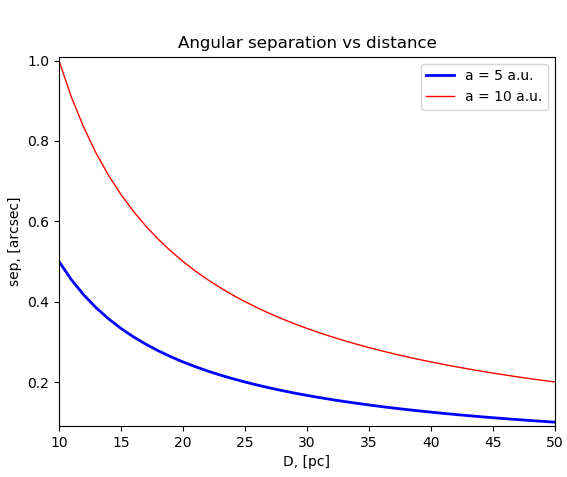 Angular separation vs distance
a = 5 a.u.
a = 10 a.u.
sep, [arcsec]
1.0
0.8
0.6
0.4
0.2
10 15 20 25 30 35 40 45 50
D, [pc]